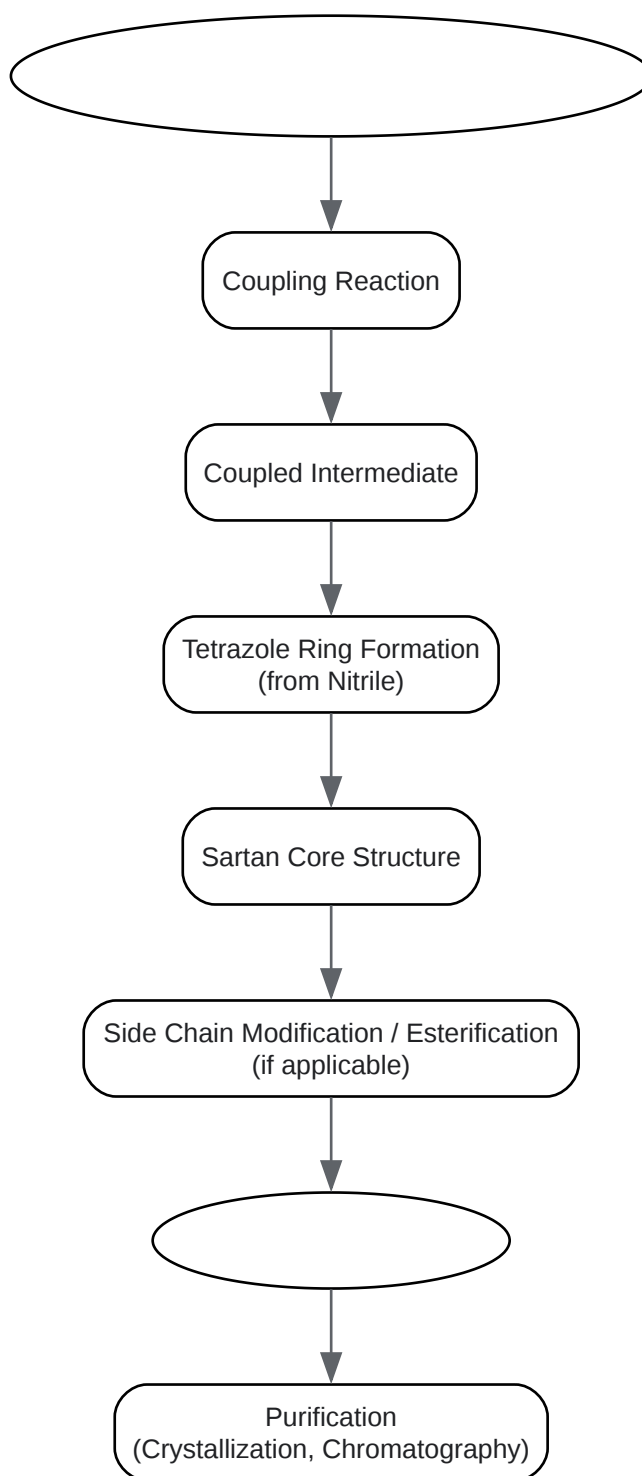 Coupling Reaction
Coupled Intermediate
Tetrazole Ring Formation
(from Nitrile)
Sartan Core Structure
Side Chain Modification / Esterification
(if applicable)
Purification
(Crystallization, Chromatography)